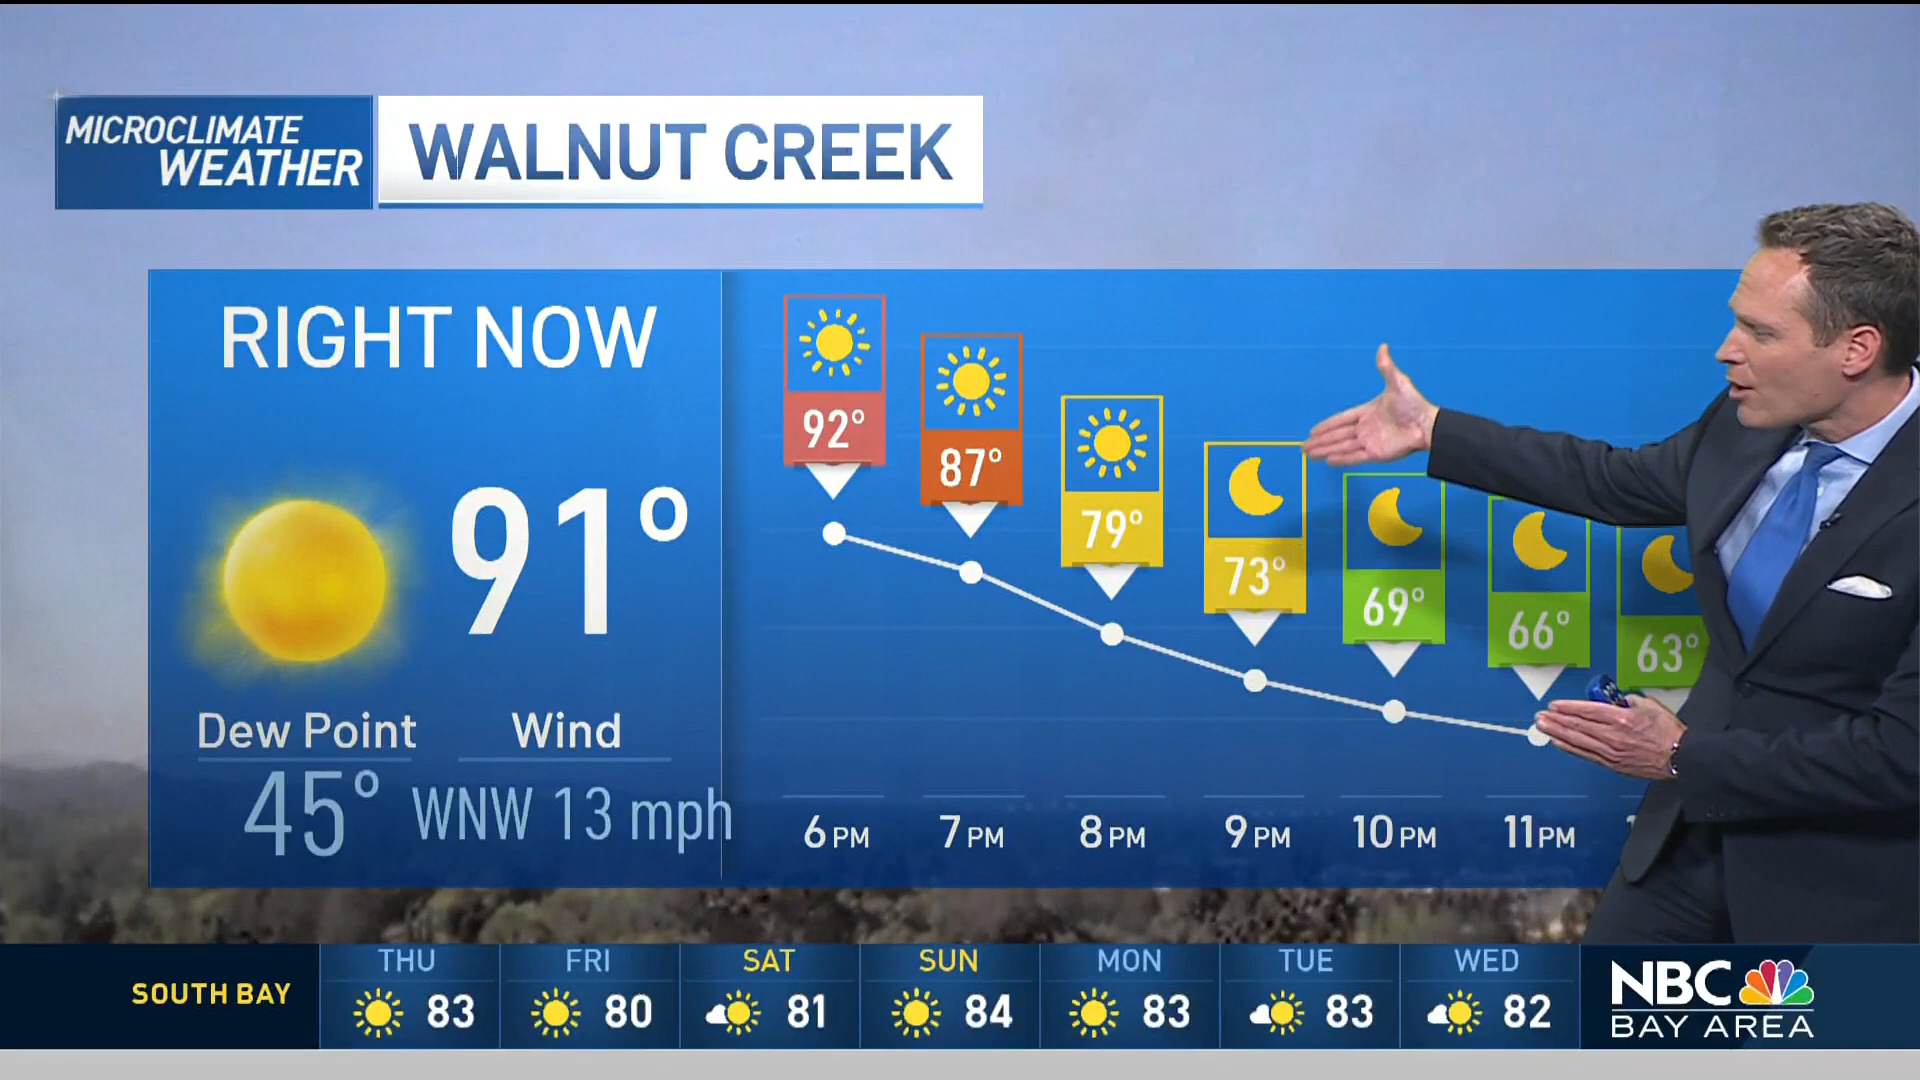 MICROCLIMATE
WEATHER
WALNUT CREEK
RIGHT NOW
91°
Dew Point
Wind
45°
WNW 13 mph
92°
87°
79°
73°
69°
66°
63°
6 PM
7 PM
8 PM
9 PM
10 PM
11 PM
SOUTH BAY
THU
83
FRI
80
SAT
81
SUN
84
MON
83
TUE
83
WED
82
NBC
BAY AREA